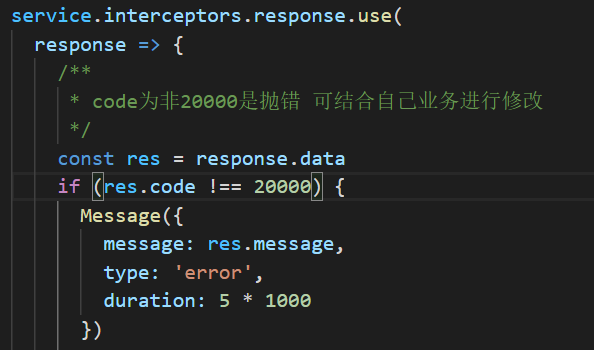 service.interceptors.response.use(
response => {
/**
* code为非20000是抛错 可结合自己业务进行修改
*/
const res = response.data
if (res.code !== 20000) {
Message({
message: res.message,
type: 'error',
duration: 5 * 1000
})